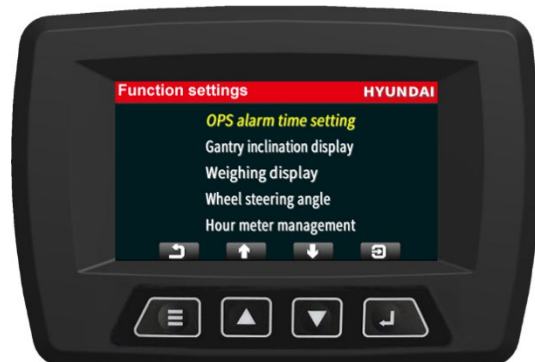 Function settings
HYUNDAI
OPS alarm time setting
Gantry inclination display
Weighing display
Wheel steering angle
Hour meter management